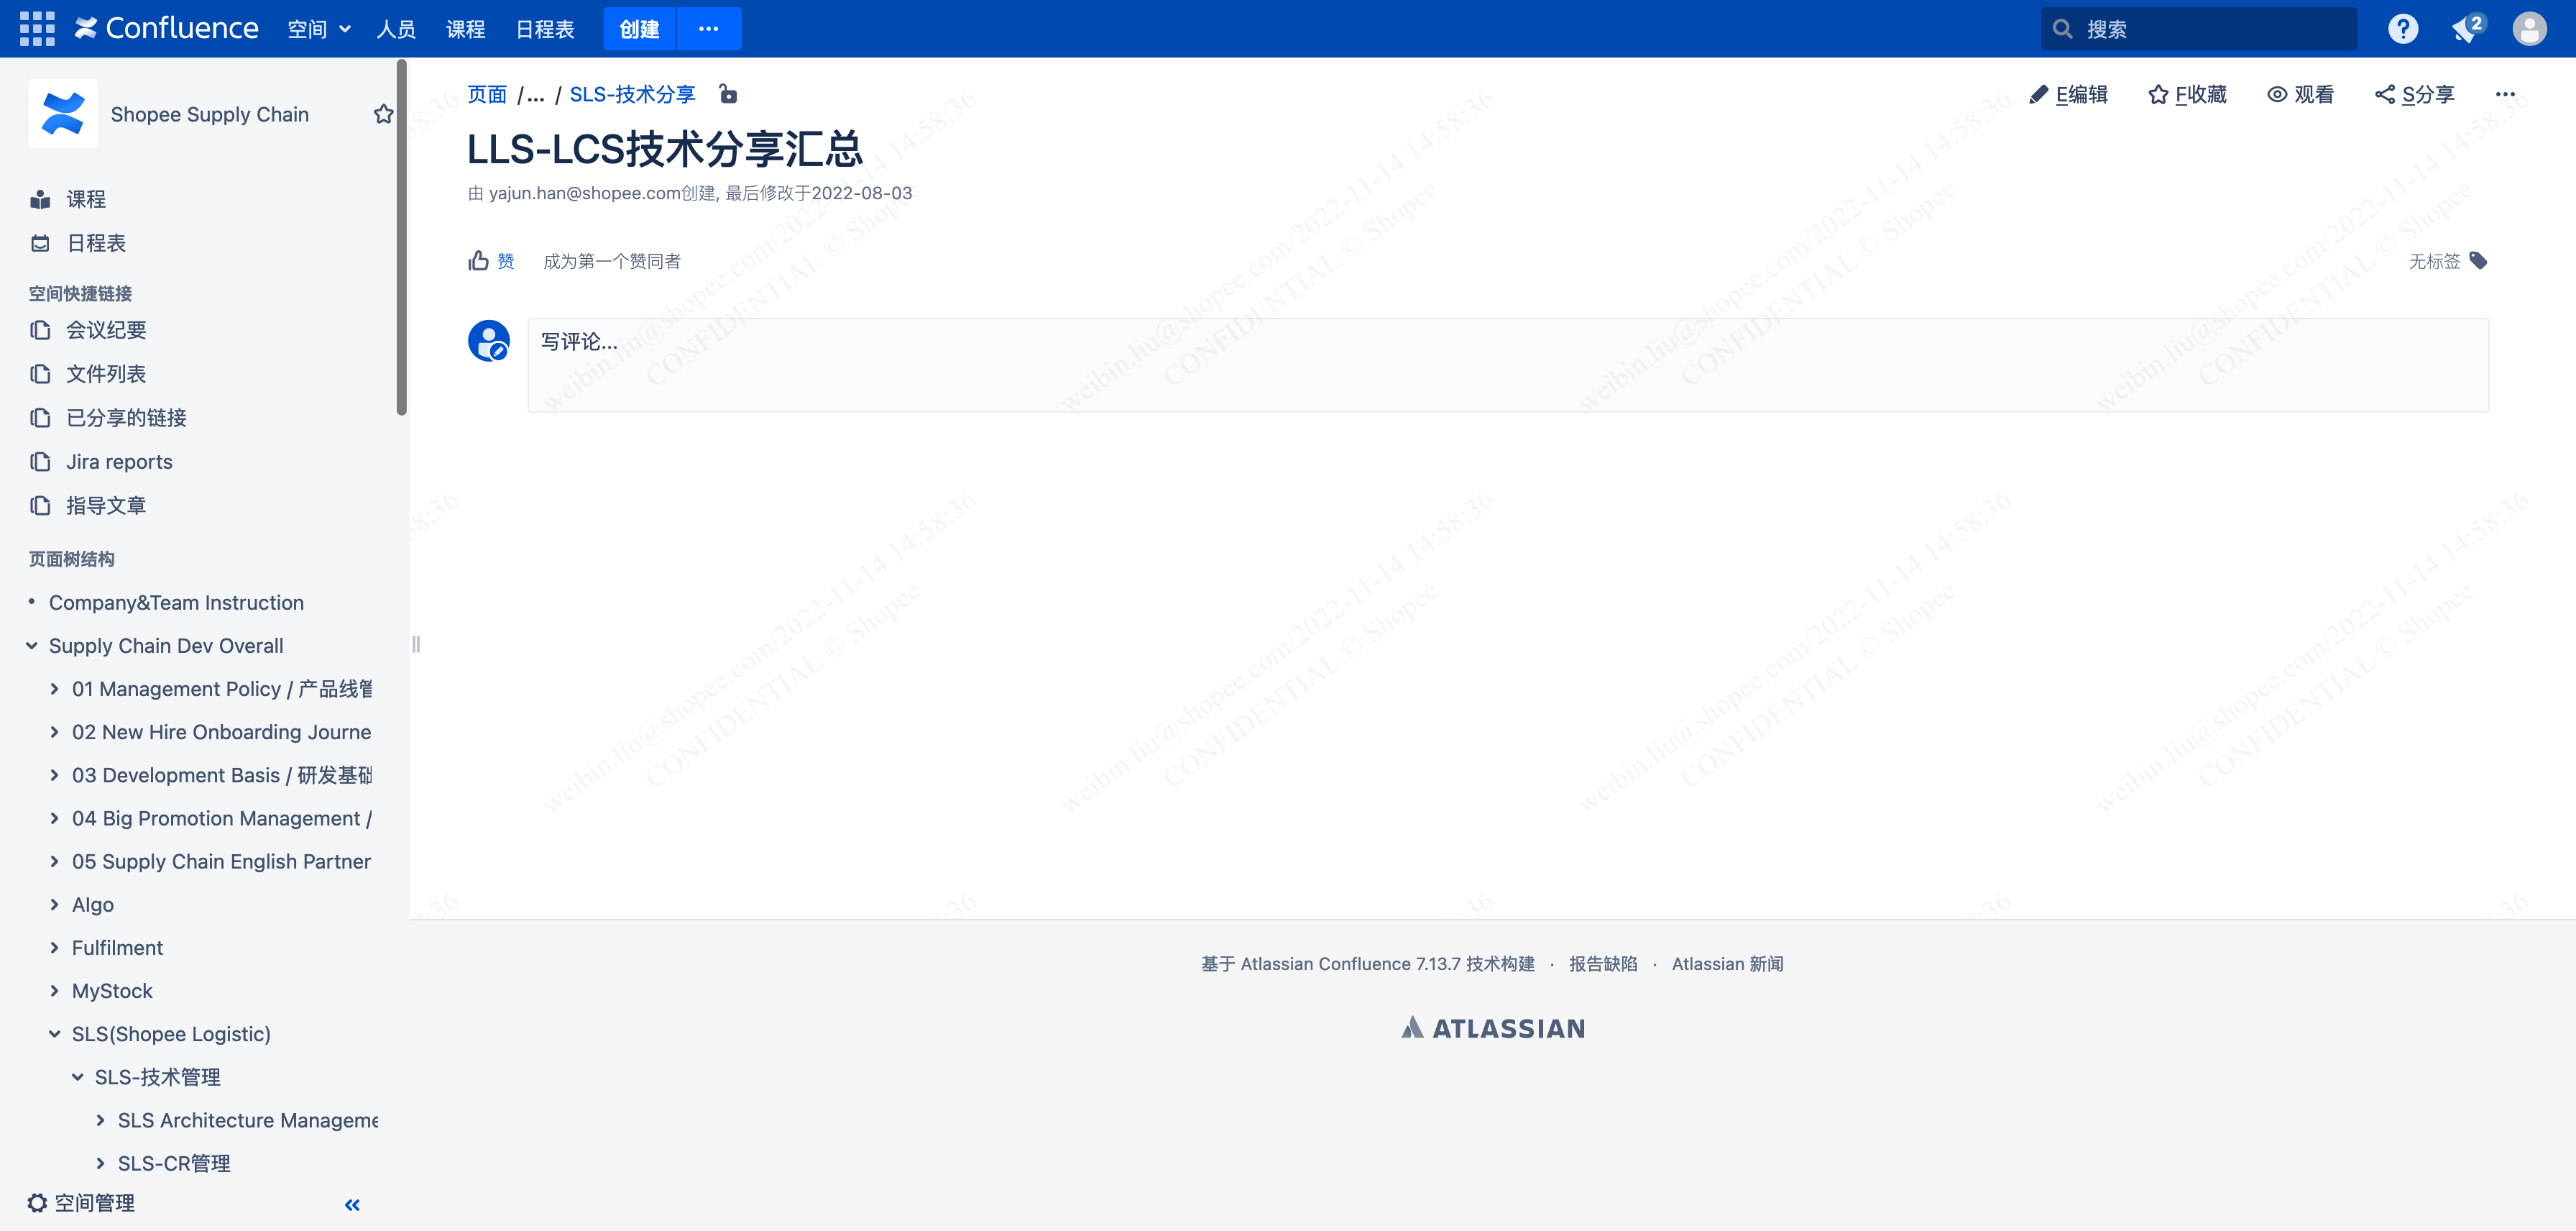 Confluence 空间 人员 课程 日程表 创建 ··· 搜索 2
Shopee Supply Chain
课程
日程表
空间快捷链接
会议纪要
文件列表
已分享的链接
Jira reports
指导文章
页面树结构
• Company&Team Instruction
Supply Chain Dev Overall
01 Management Policy / 产品线管
02 New Hire Onboarding Journe
03 Development Basis / 研发基础
04 Big Promotion Management /
05 Supply Chain English Partner
Algo
Fulfilment
MyStock
SLS(Shopee Logistic)
SLS-技术管理
SLS Architecture Manageme
SLS-CR管理
空间管理 «
页面 /... / SLS-技术分享
E编辑 F收藏 观看 S分享 ···
LLS-LCS技术分享汇总
由 yajun.han@shopee.com创建, 最后修改于2022-08-03
赞 成为第一个赞同者 无标签
写评论...
weibin.liu@shopee.com/2022-11-14 14:58:36
CONFIDENTIAL © Shopee
基于 Atlassian Confluence 7.13.7 技术构建 · 报告缺陷 · Atlassian 新闻
ATLASSIAN